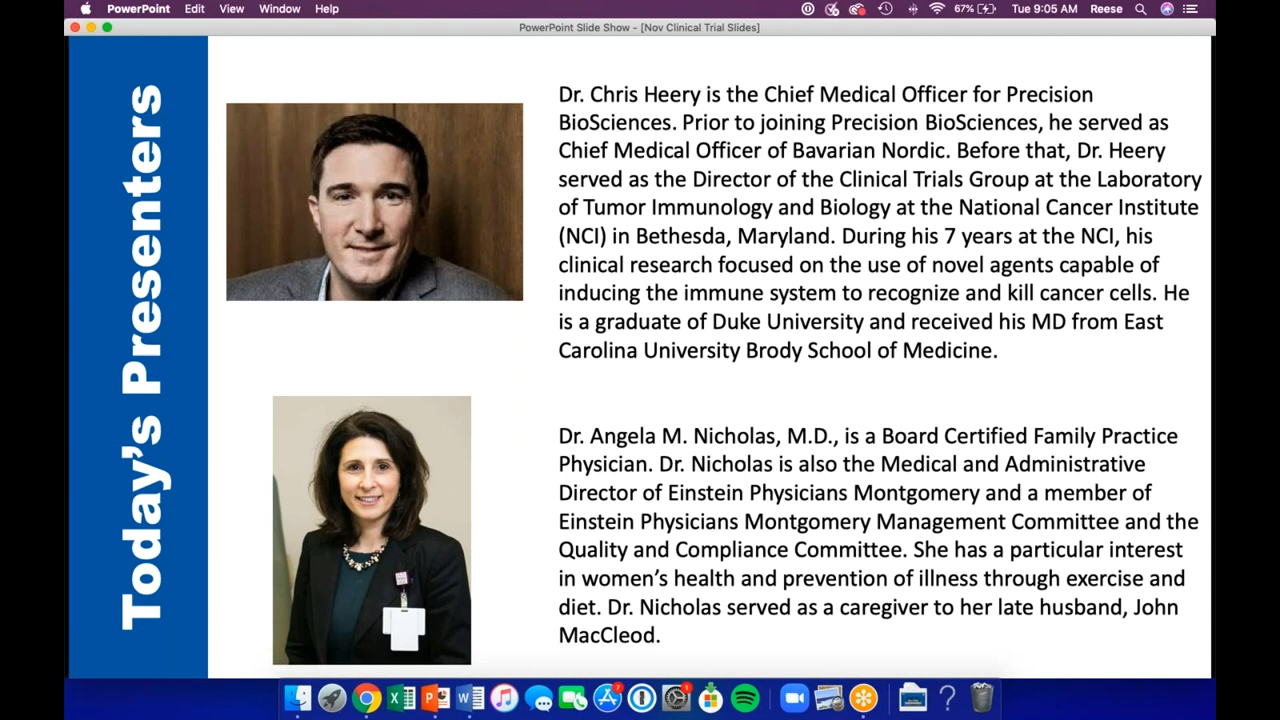 PowerPoint Edit View Window Help 67% Tue 9:05 AM Reese
PowerPoint Slide Show - [Nov Clinical Trial Slides]
Today's Presenters
Dr. Chris Heery is the Chief Medical Officer for Precision
BioSciences. Prior to joining Precision BioSciences, he served as
Chief Medical Officer of Bavarian Nordic. Before that, Dr. Heery
served as the Director of the Clinical Trials Group at the Laboratory
of Tumor Immunology and Biology at the National Cancer Institute
(NCI) in Bethesda, Maryland. During his 7 years at the NCI, his
clinical research focused on the use of novel agents capable of
inducing the immune system to recognize and kill cancer cells. He
is a graduate of Duke University and received his MD from East
Carolina University Brody School of Medicine.
Dr. Angela M. Nicholas, M.D., is a Board Certified Family Practice
Physician. Dr. Nicholas is also the Medical and Administrative
Director of Einstein Physicians Montgomery and a member of
Einstein Physicians Montgomery Management Committee and the
Quality and Compliance Committee. She has a particular interest
in women's health and prevention of illness through exercise and
diet. Dr. Nicholas served as a caregiver to her late husband, John
MacCleod.